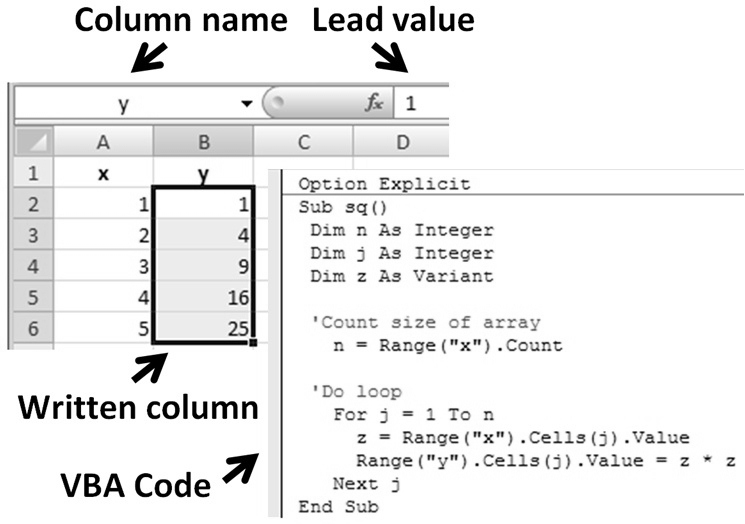 Column name Lead value
y fx 1
A B C D
1 x y
2 1 1
3 2 4
4 3 9
5 4 16
6 5 25
Written column
VBA Code
Option Explicit
Sub sq()
Dim n As Integer
Dim j As Integer
Dim z As Variant
'Count size of array
n = Range("x").Count
'Do loop
For j = 1 To n
z = Range("x").Cells(j).Value
Range("y").Cells(j).Value = z * z
Next j
End Sub